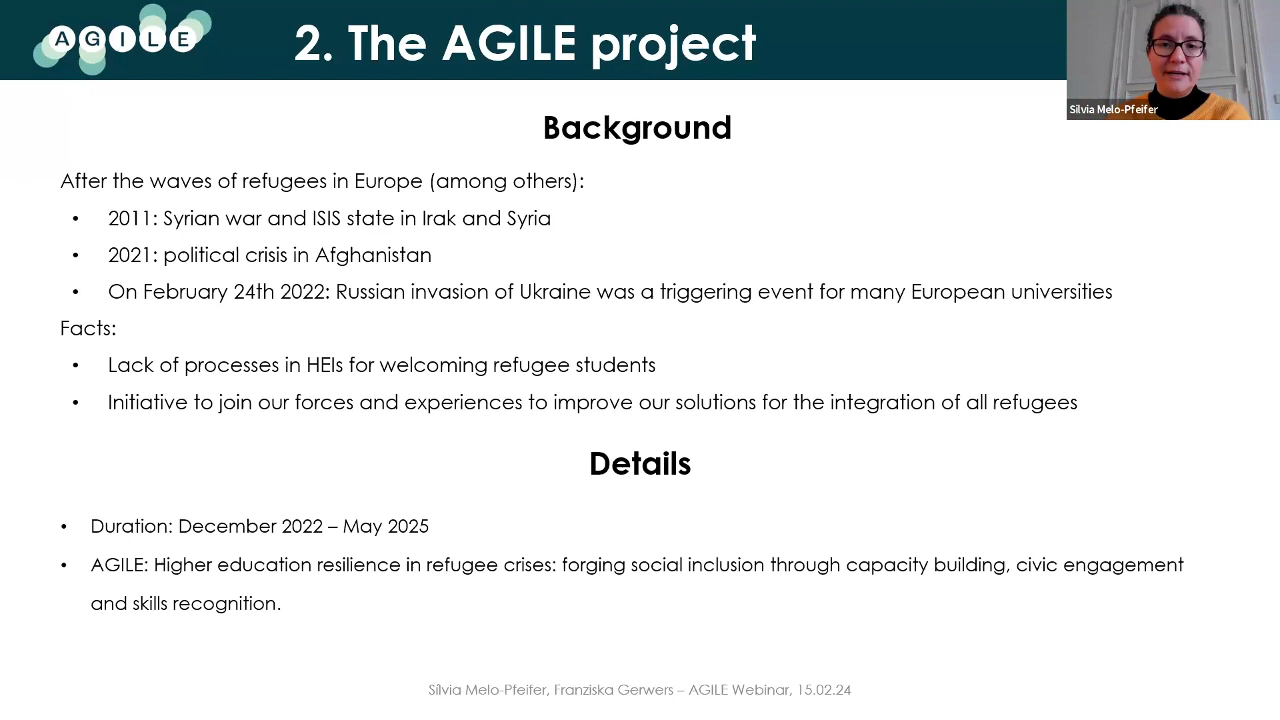 AGILE
2. The AGILE project
Silvia Melo-Pfeifer
Background
After the waves of refugees in Europe (among others):
• 2011: Syrian war and ISIS state in Irak and Syria
• 2021: political crisis in Afghanistan
• On February 24th 2022: Russian invasion of Ukraine was a triggering event for many European universities
Facts:
• Lack of processes in HEIs for welcoming refugee students
• Initiative to join our forces and experiences to improve our solutions for the integration of all refugees
Details
• Duration: December 2022 – May 2025
• AGILE: Higher education resilience in refugee crises: forging social inclusion through capacity building, civic engagement
and skills recognition.
Sílvia Melo-Pfeifer, Franziska Gerwers – AGILE Webinar, 15.02.24